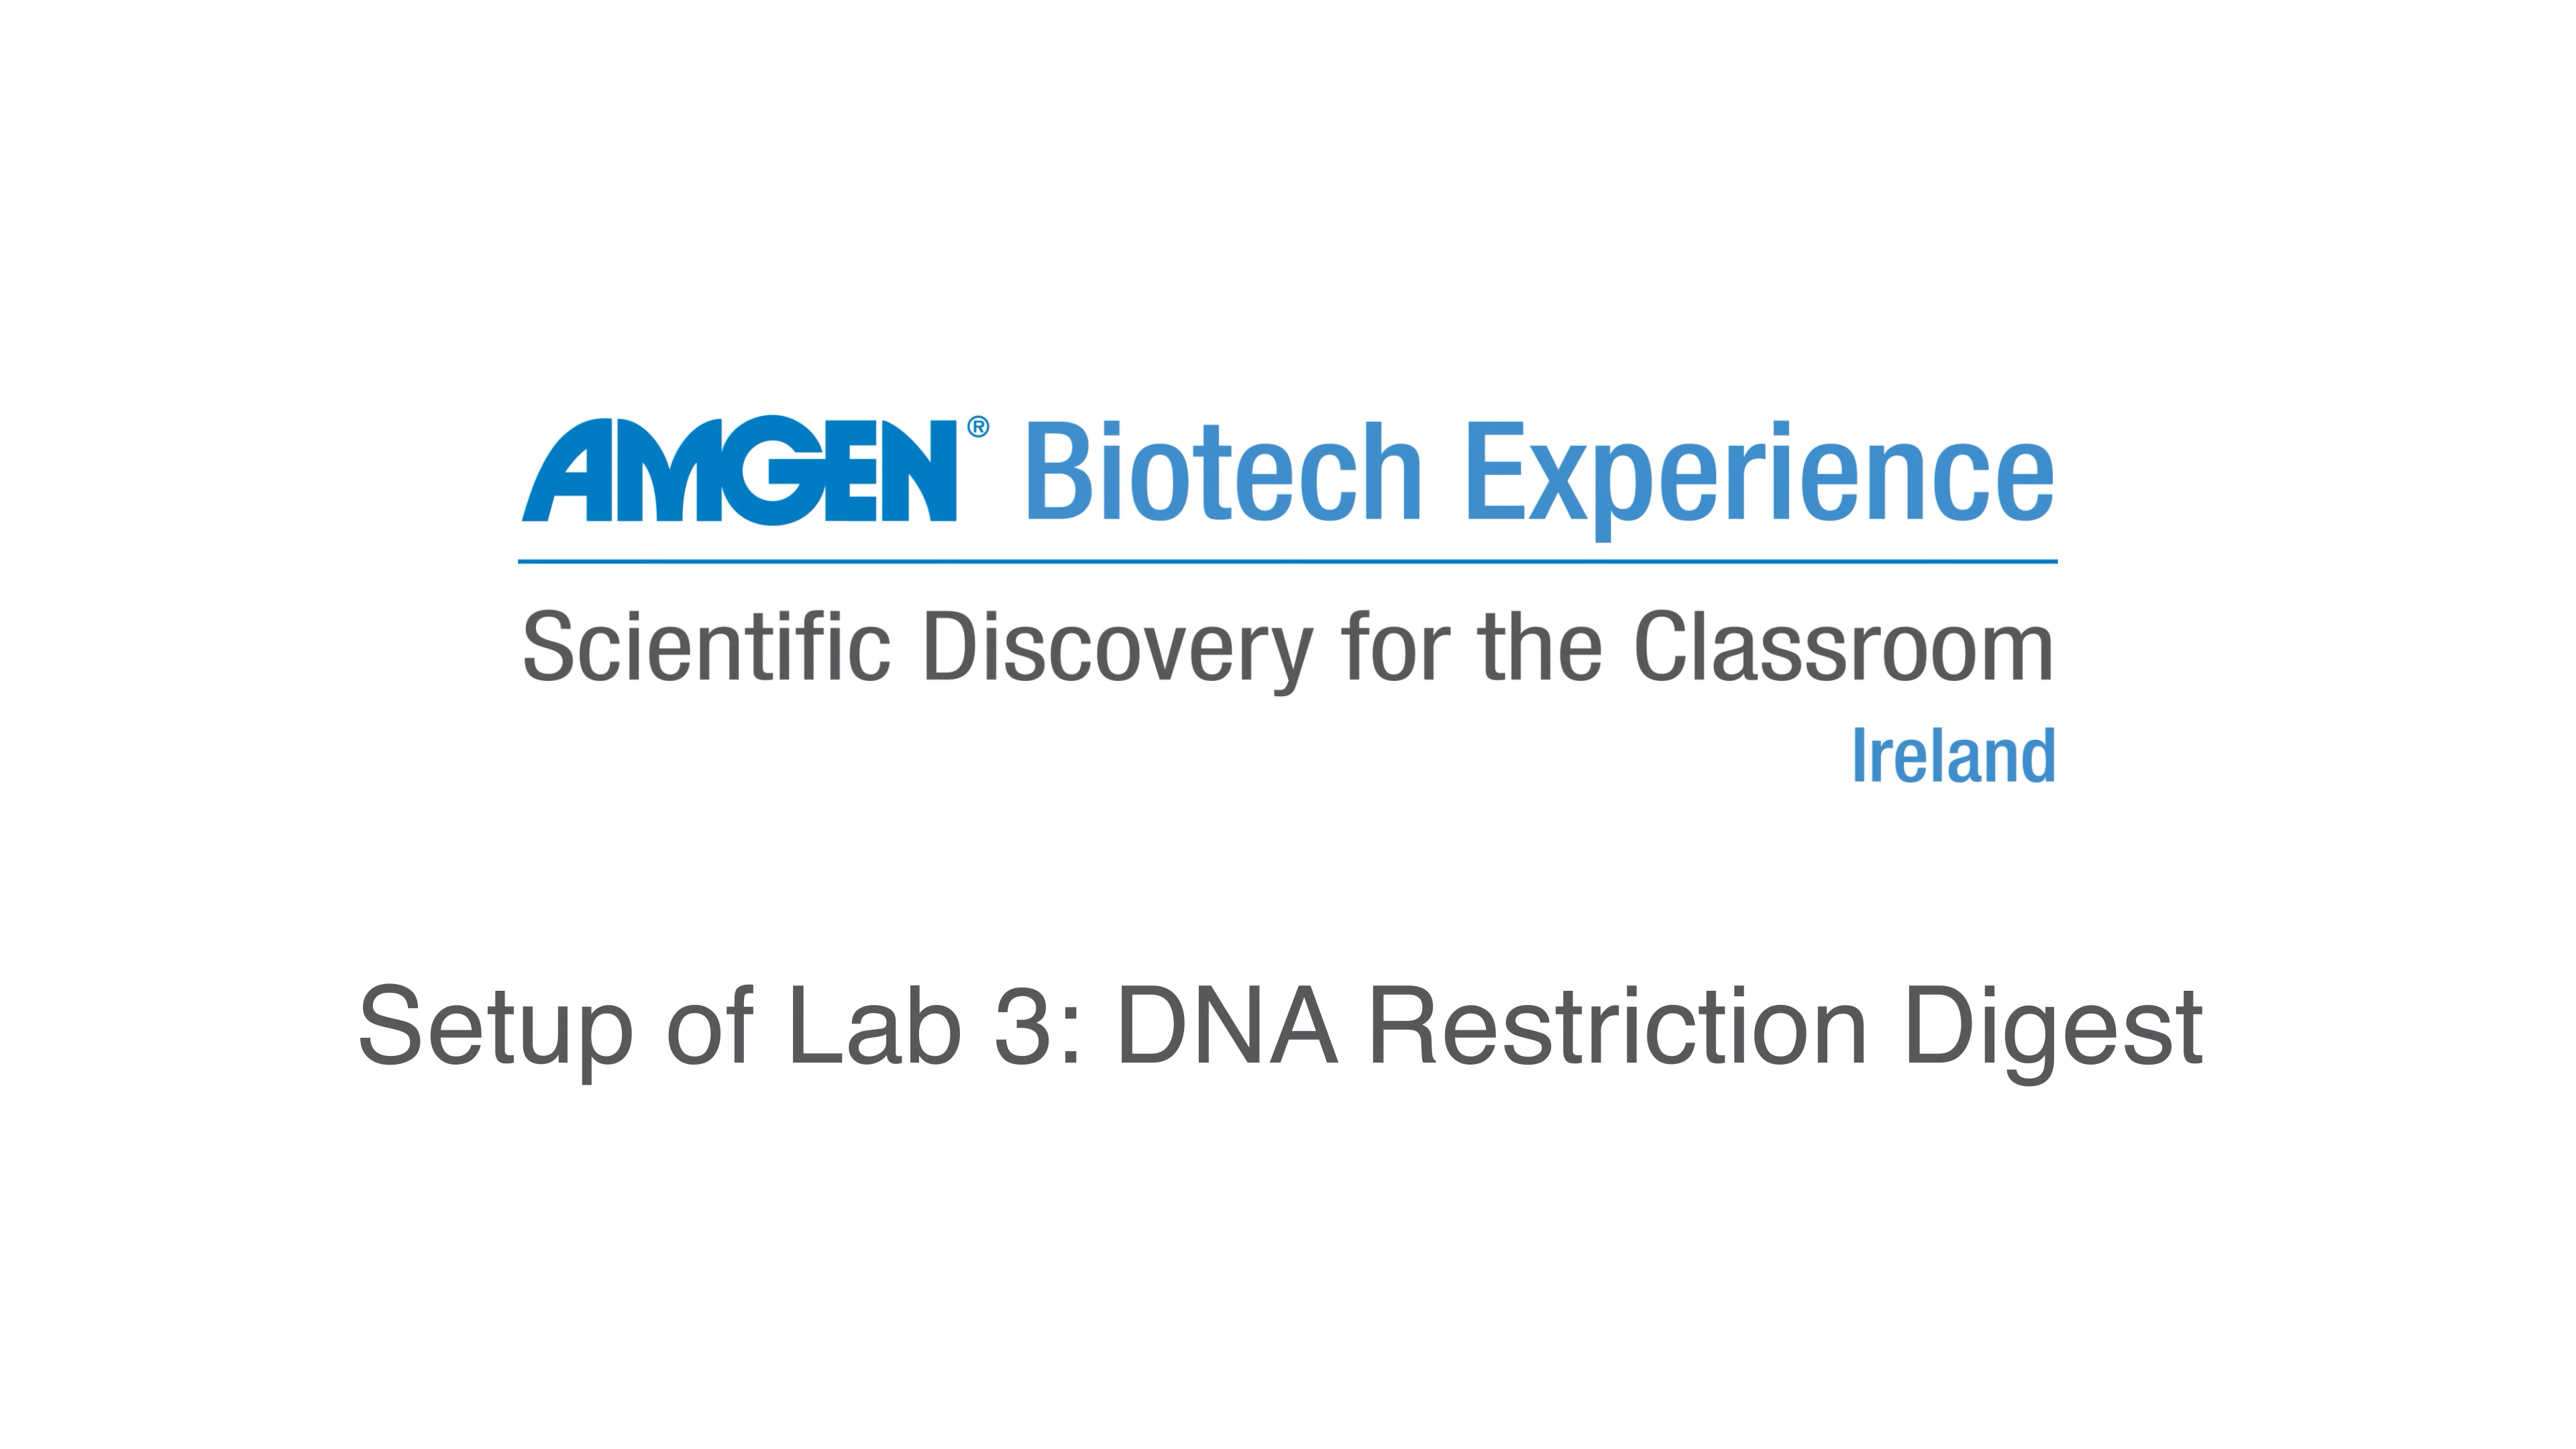 AMGEN® Biotech Experience
Scientific Discovery for the Classroom
Ireland
Setup of Lab 3: DNA Restriction Digest